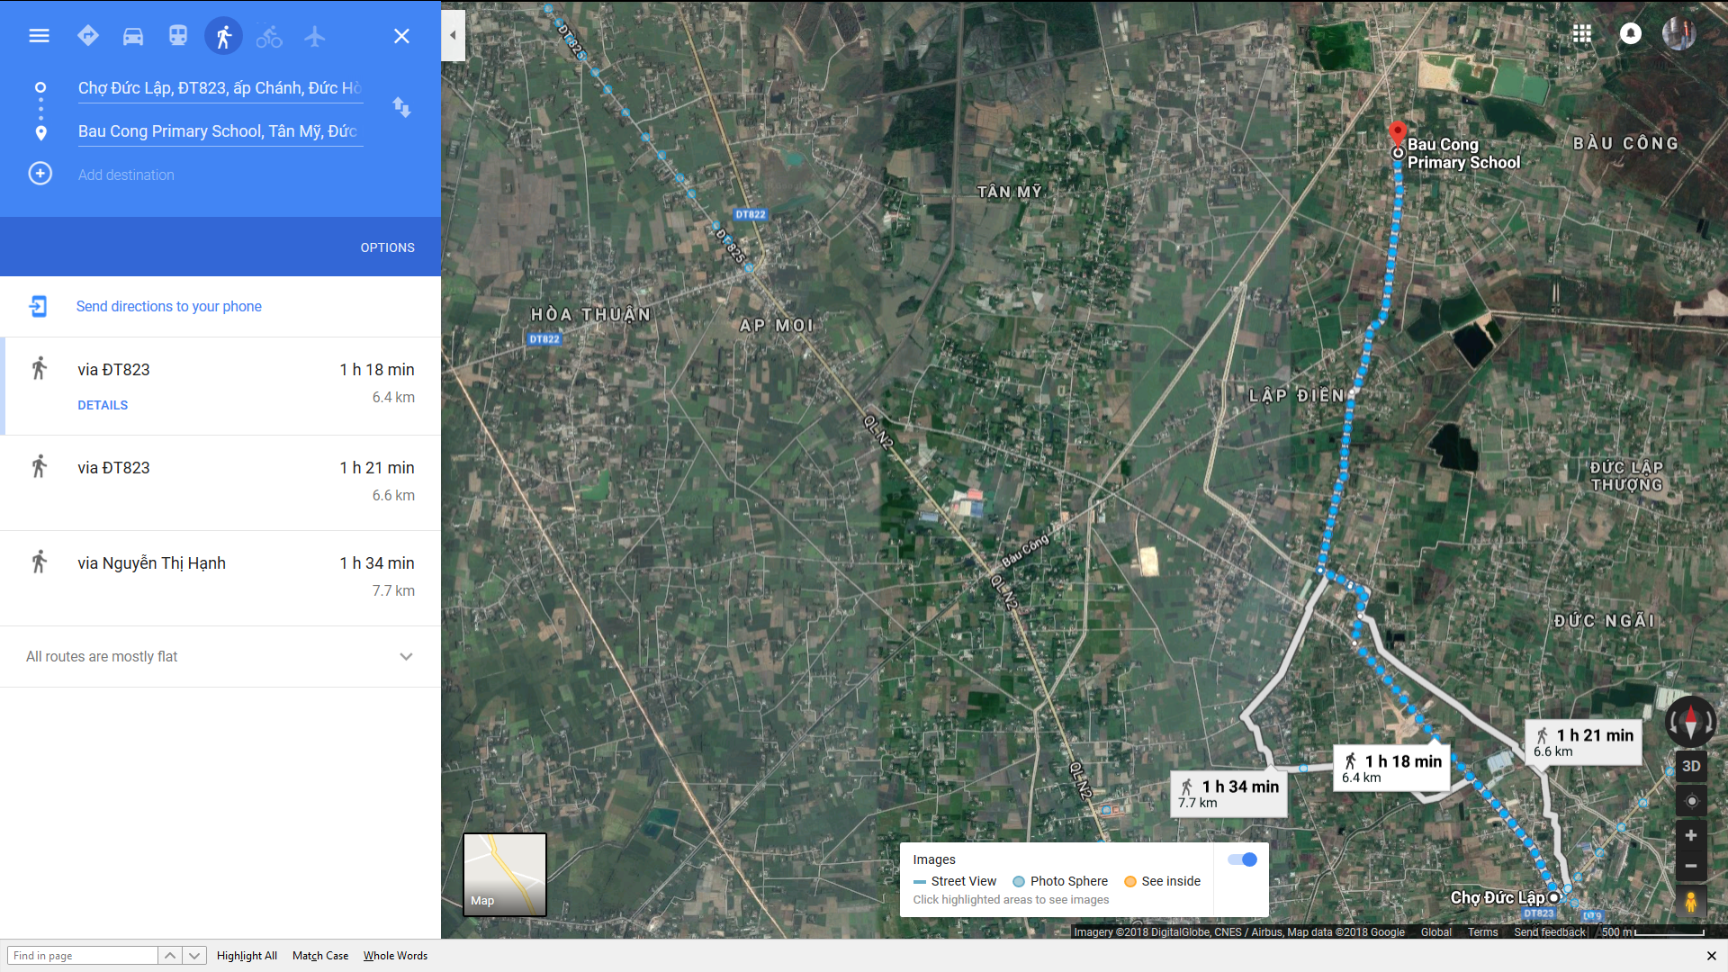 Chợ Đức Lập, ĐT823, ấp Chánh, Đức Hò
Bau Cong Primary School, Tân Mỹ, Đức
Add destination
OPTIONS
Send directions to your phone
via ĐT823
1 h 18 min
6.4 km
DETAILS
via ĐT823
1 h 21 min
6.6 km
via Nguyễn Thị Hạnh
1 h 34 min
7.7 km
All routes are mostly flat
Map
ĐT825
DT822
ĐT825
HÒA THUẬN
DT822
AP MOI
TÂN MỸ
BÀU CÔNG
Bau Cong
Primary School
LẬP ĐIỀN
QL N2
ĐỨC LẬP
THƯỢNG
Bàu Công
QL N2
ĐỨC NGÃI
QL N2
1 h 21 min
6.6 km
1 h 18 min
6.4 km
1 h 34 min
7.7 km
3D
Images
Street View
Photo Sphere
See inside
Click highlighted areas to see images
Chợ Đức Lập
DT823
Imagery ©2018 DigitalGlobe, CNES / Airbus, Map data ©2018 Google
Global
Terms
Send feedback
500 m
Find in page
Highlight All
Match Case
Whole Words